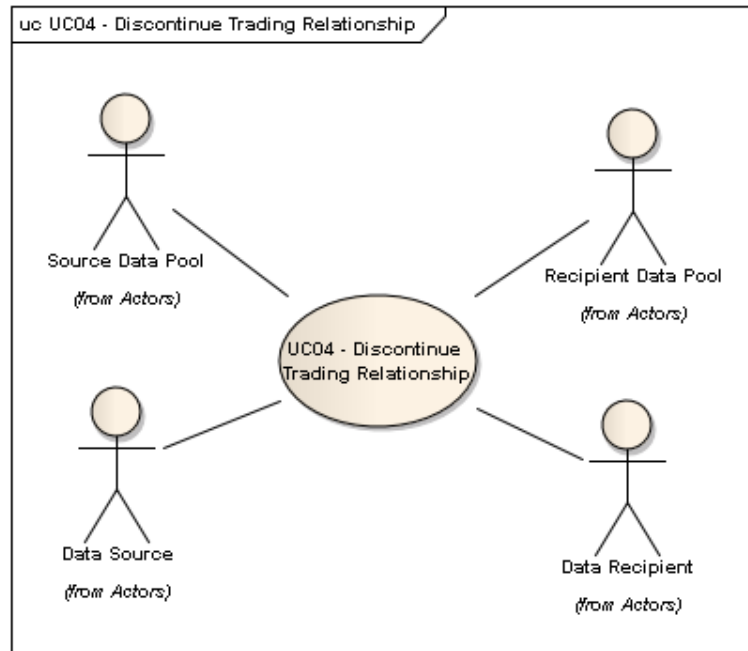 uc UC04 - Discontinue Trading Relationship
Source Data Pool
(from Actors)
Recipient Data Pool
(from Actors)
UC04 - Discontinue
Trading Relationship
Data Source
(from Actors)
Data Recipient
(from Actors)